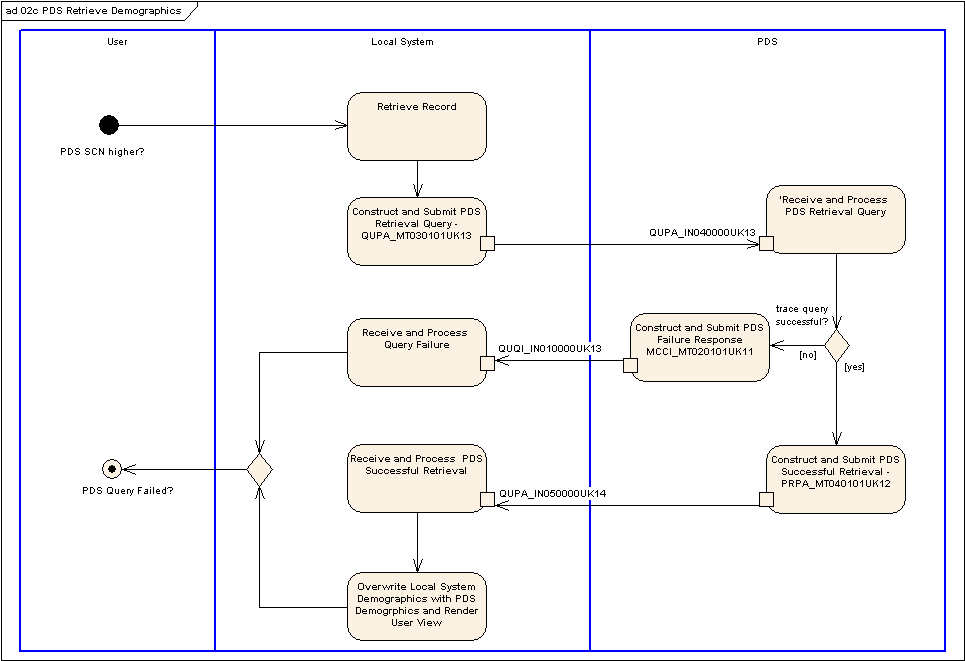 ad 02c PDS Retrieve Demographics
User
Local System
PDS
Retrieve Record
PDS SCN higher?
Construct and Submit PDS
Retrieval Query -
QUPA_MT030101UK13
'Receive and Process
PDS Retrieval Query
QUPA_IN040000UK13
trace query
successful?
Receive and Process
Query Failure
QUQI_IN010000UK13
Construct and Submit PDS
Failure Response
MCCI_MT020101UK11
[no]
[yes]
Receive and Process  PDS
Successful Retrieval
QUPA_IN050000UK14
Construct and Submit PDS
Successful Retrieval -
PRPA_MT040101UK12
PDS Query Failed?
Overwrite Local System
Demographics with PDS
Demogrphics and Render
User View